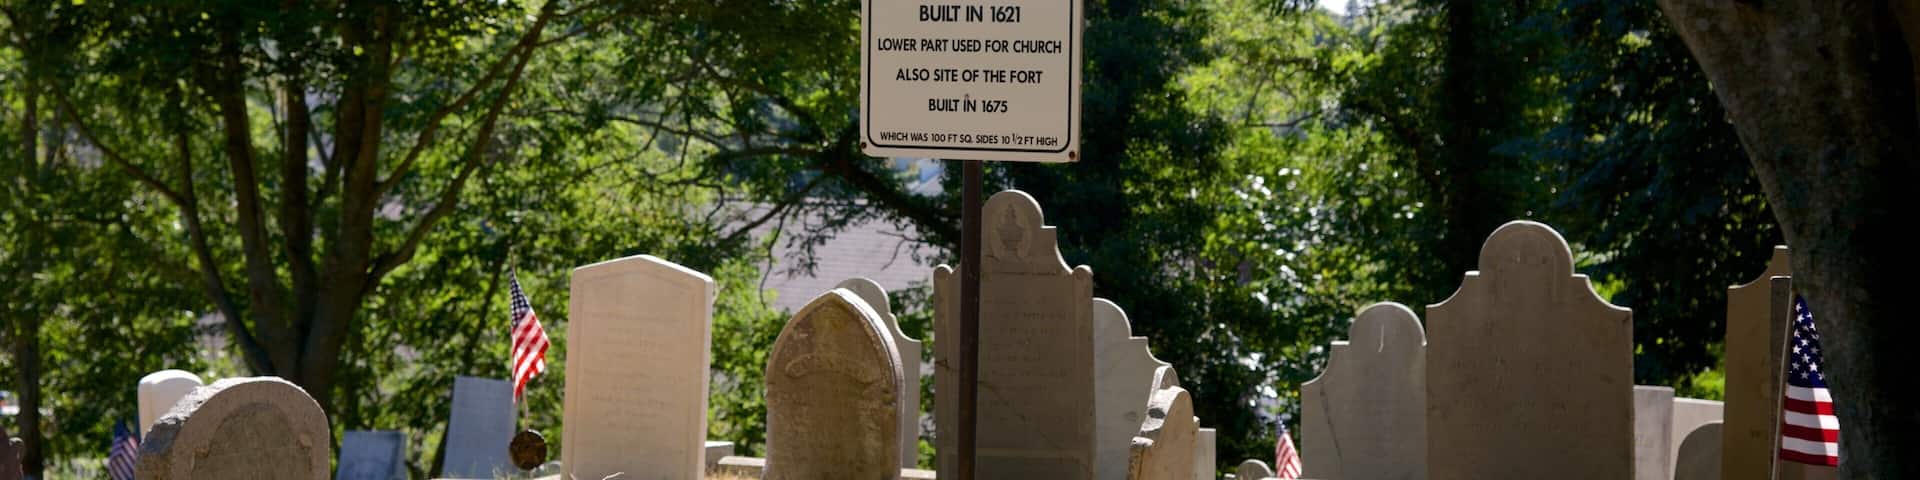 BUILT IN 1621
LOWER PART USED FOR CHURCH
ALSO SITE OF THE FORT
BUILT IN 1675
WHICH WAS 100 FT SQ. SIDES 10 1/2 FT HIGH